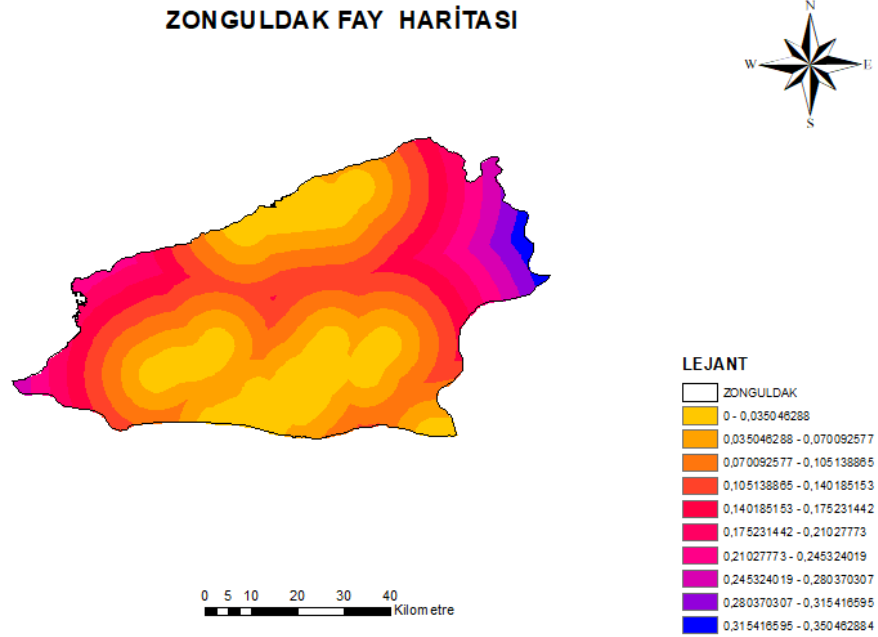 ZONGULDAK FAY HARİTASI
N
W
E
S
LEJANT
ZONGULDAK
0 - 0,035046288
0,035046288 - 0,070092577
0,070092577 - 0,105138865
0,105138865 - 0,140185153
0,140185153 - 0,175231442
0,175231442 - 0,21027773
0,21027773 - 0,245324019
0,245324019 - 0,280370307
0,280370307 - 0,315416595
0,315416595 - 0,350462884
0 5 10 20 30 40
Kilometre